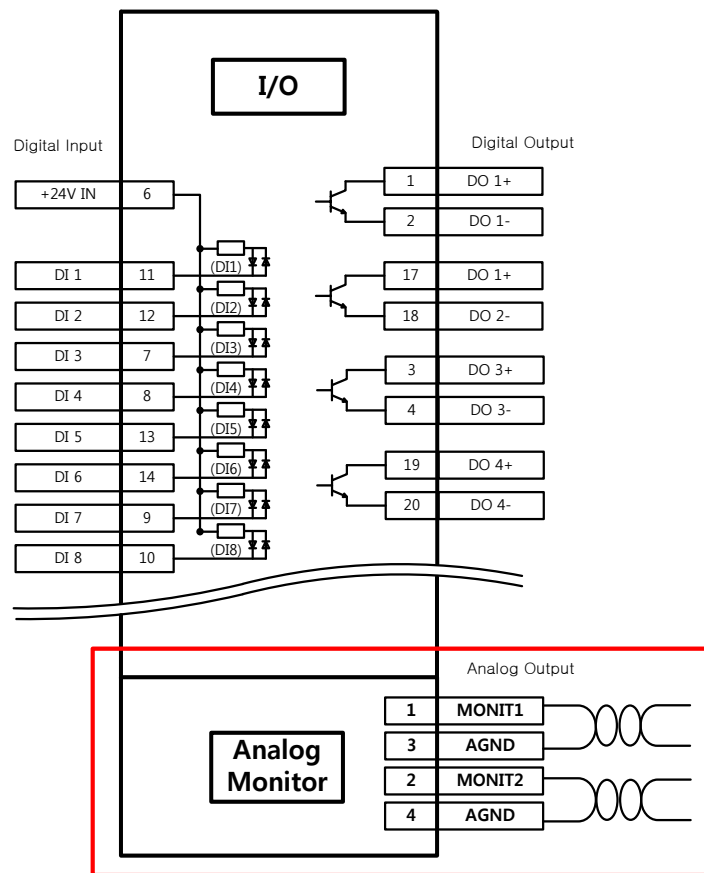 I/O
Digital Input
Digital Output
+24V IN 6
1 DO 1+
2 DO 1-
DI 1 11 (DI1)
17 DO 1+
DI 2 12 (DI2)
18 DO 2-
DI 3 7 (DI3)
3 DO 3+
DI 4 8 (DI4)
4 DO 3-
DI 5 13 (DI5)
19 DO 4+
DI 6 14 (DI6)
20 DO 4-
DI 7 9 (DI7)
DI 8 10 (DI8)
Analog Output
1 MONIT1
3 AGND
Analog
Monitor
2 MONIT2
4 AGND